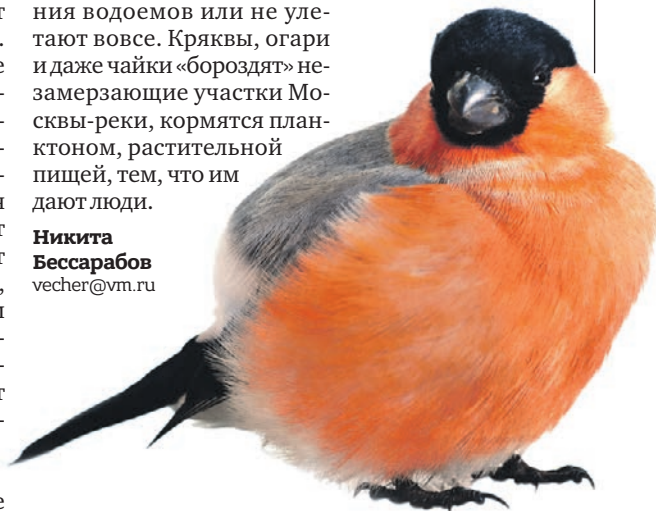 т
.
е
-
-
-
-
я
т
т
,
и
-
-
т
-
е
ния водоемов или не уле-
тают вовсе. Кряквы, огари
и даже чайки «бороздят» не-
замерзающие участки Мо-
сквы-реки, кормятся план-
ктоном, растительной
пищей, тем, что им
дают люди.
Никита
Бессарабов
vecher@vm.ru